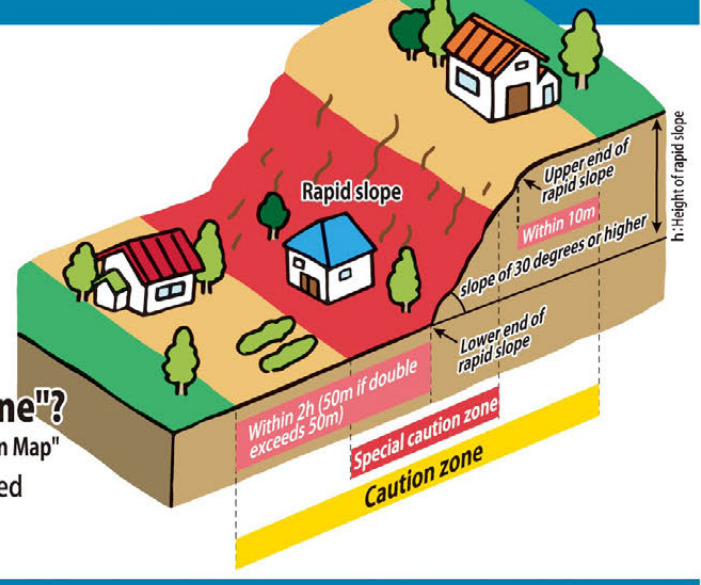 Rapid slope
Upper end of
rapid slope
Within 10m
h:Height of rapid slope
slope of 30 degrees or higher
Lower end of
rapid slope
Within 2h (50m if double
exceeds 50m)
Special caution zone
Caution zone
ne"?
n Map"
ed